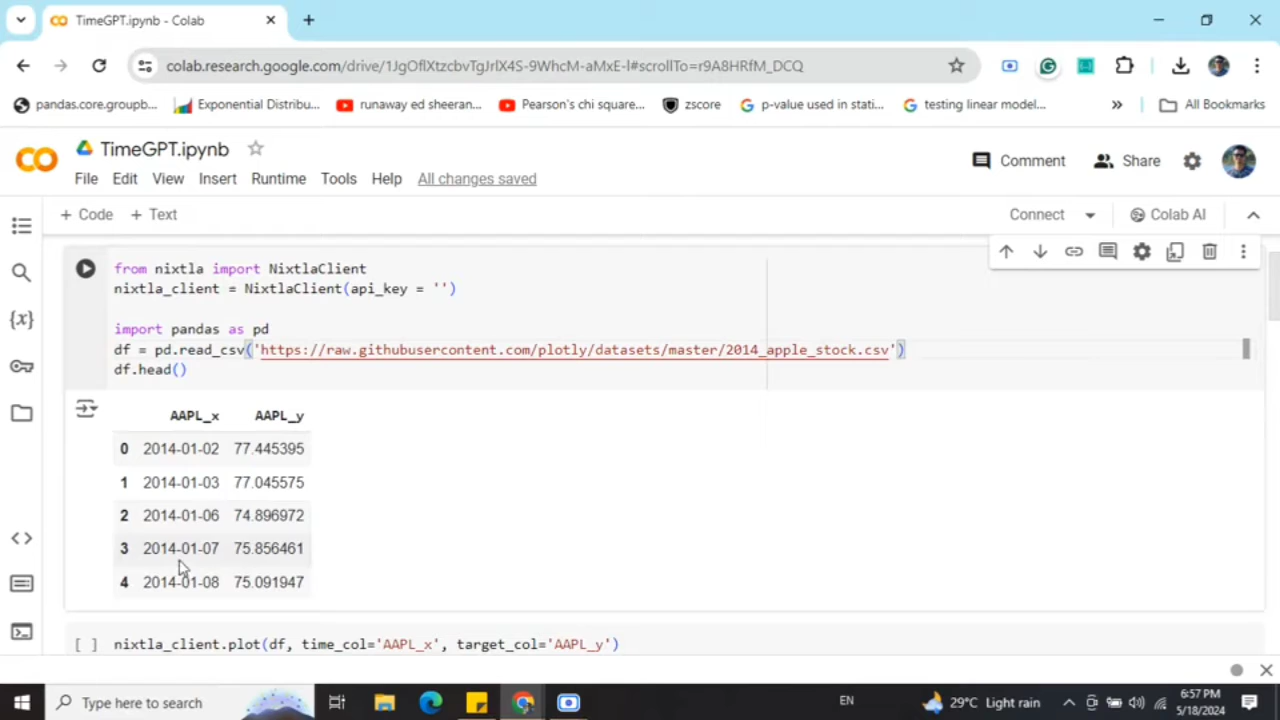 TimeGPT.ipynb - Colab
colab.research.google.com/drive/1JgOflXtzcbvTgJrlX4S-9WhcM-aMxE-l#scrollTo=r9A8HRfM_DCQ
pandas.core.groupb... Exponential Distribu... runaway ed sheeran... Pearson's chi square... zscore p-value used in stati... testing linear model... » All Bookmarks
TimeGPT.ipynb
Comment Share
File Edit View Insert Runtime Tools Help All changes saved
+ Code + Text Connect Colab AI
from nixtla import NixtlaClient
nixtla_client = NixtlaClient(api_key = '')
import pandas as pd
df = pd.read_csv('https://raw.githubusercontent.com/plotly/datasets/master/2014_apple_stock.csv')
df.head()
AAPL_x AAPL_y
0 2014-01-02 77.445395
1 2014-01-03 77.045575
2 2014-01-06 74.896972
3 2014-01-07 75.856461
4 2014-01-08 75.091947
[ ] nixtla_client.plot(df, time_col='AAPL_x', target_col='AAPL_y')
Type here to search
EN
29°C Light rain
6:57 PM
5/18/2024